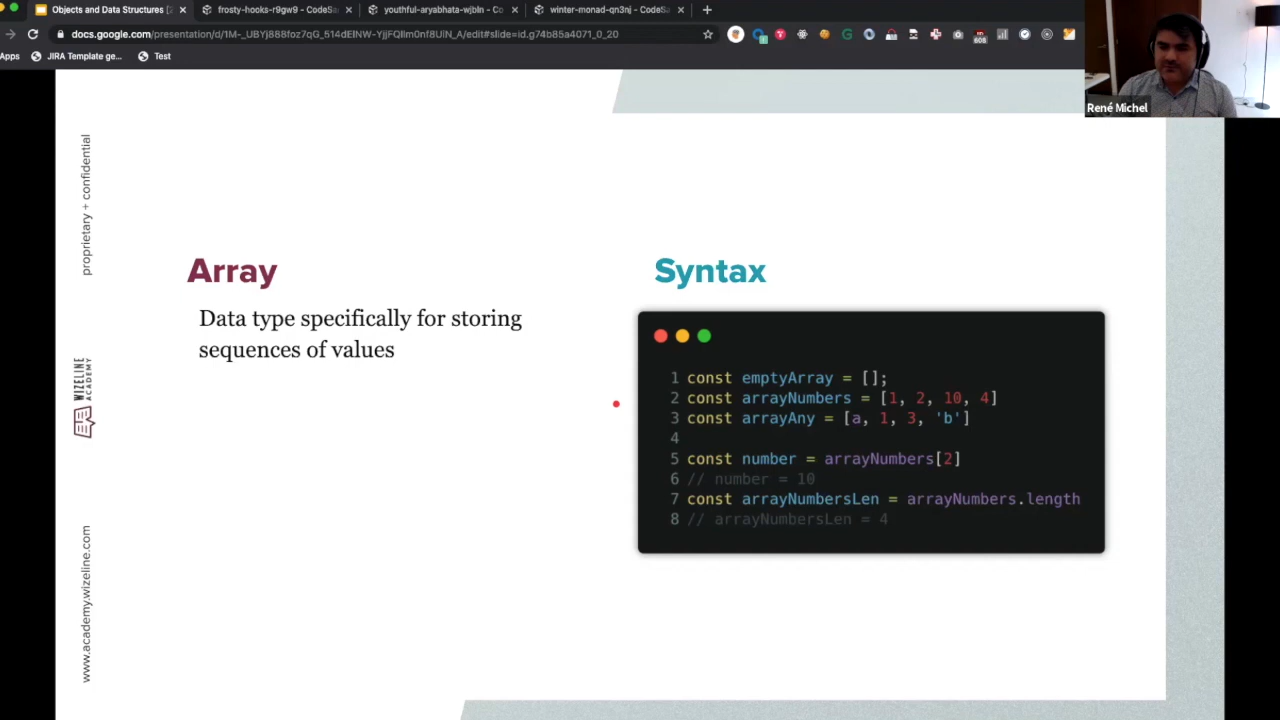 Objects and Data Structures [
frosty-hooks-r9gw9 - CodeSa
youthful-aryabhata-wjbln - Co
winter-monad-qn3nj - CodeSa
docs.google.com/presentation/d/1M-_UBYj888foz7qG_514dEINW-YjjFQIlm0nf8UiN_A/edit#slide=id.g74b85a4071_0_20
Apps
JIRA Template ge...
Test
René Michel
proprietary + confidential
WIZELINE
ACADEMY
www.academy.wizeline.com
Array
Data type specifically for storing
sequences of values
Syntax
1 const emptyArray = [];
2 const arrayNumbers = [1, 2, 10, 4]
3 const arrayAny = [a, 1, 3, 'b']
4
5 const number = arrayNumbers[2]
6 // number = 10
7 const arrayNumbersLen = arrayNumbers.length
8 // arrayNumbersLen = 4